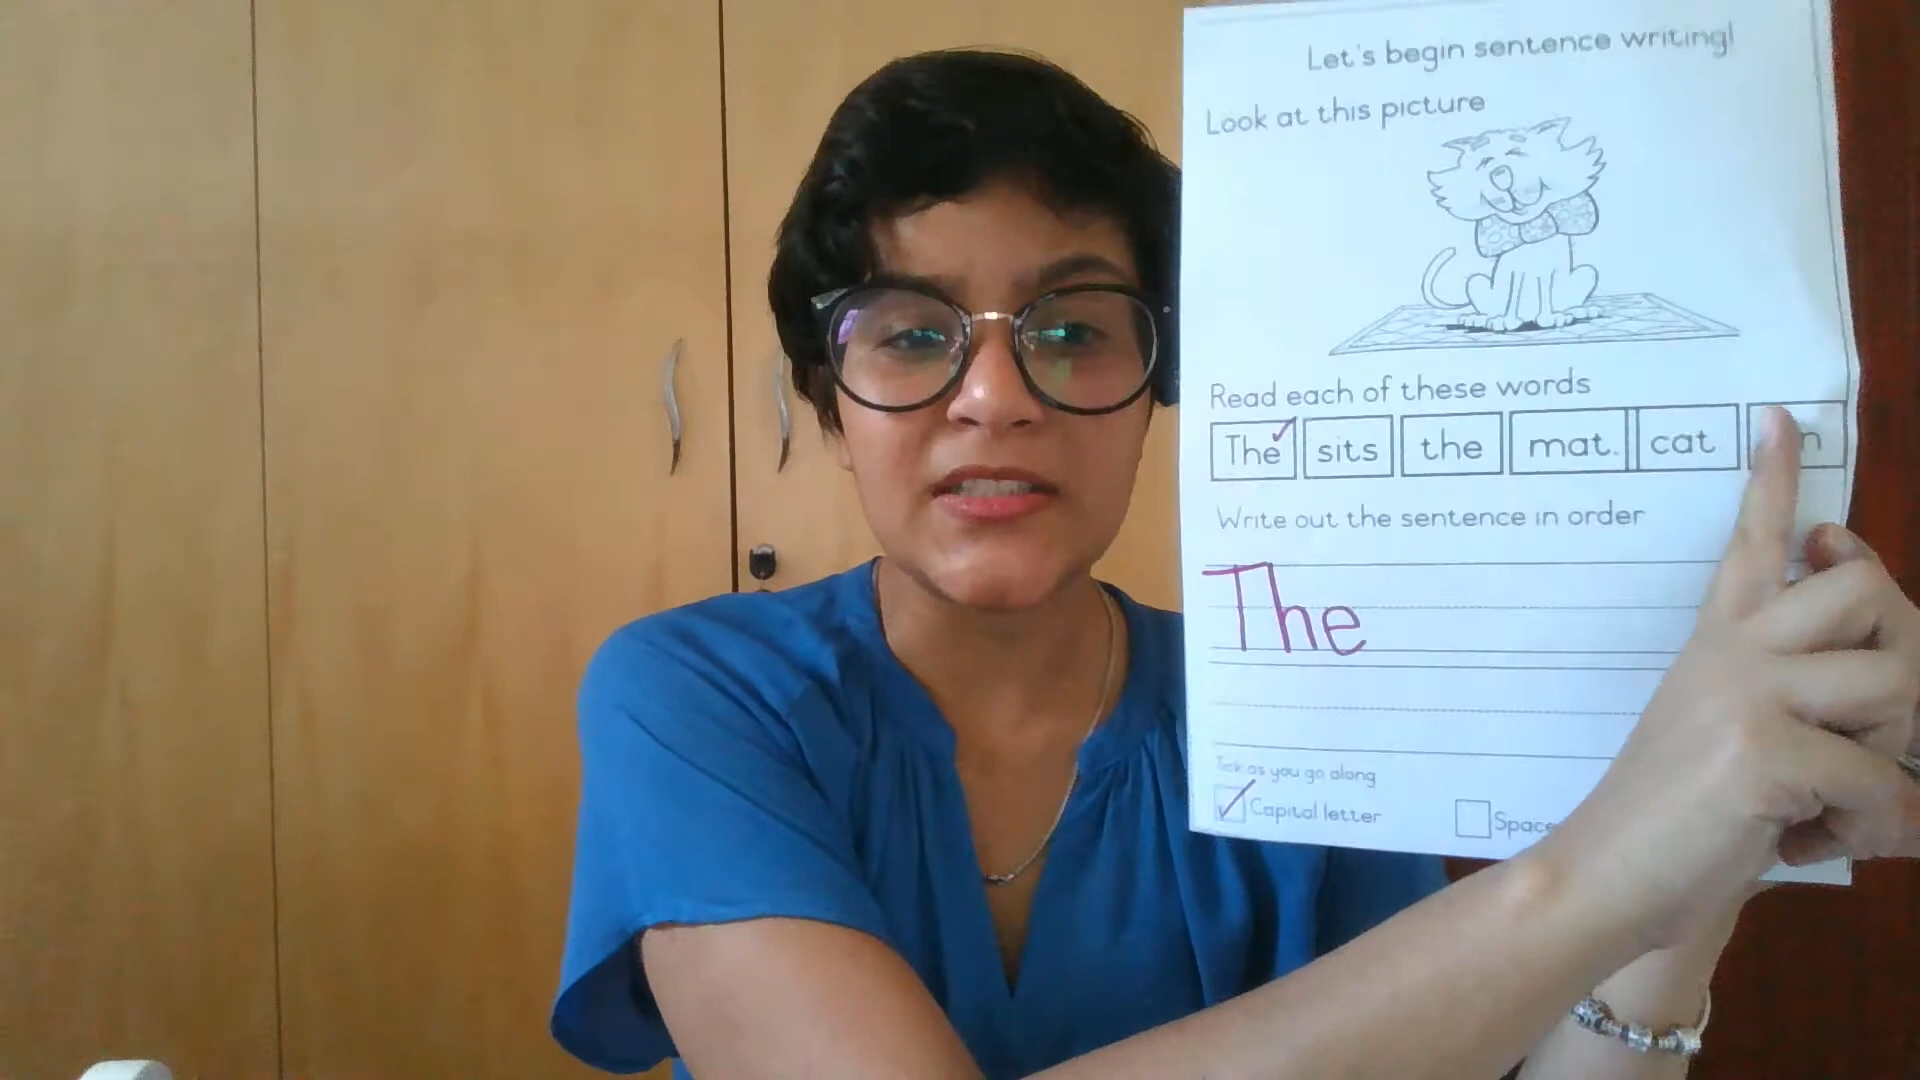 Let's begin sentence writing!
Look at this picture
Read each of these words
The sits the mat. cat
Write out the sentence in order
The
Tick as you go along
Capital letter Space